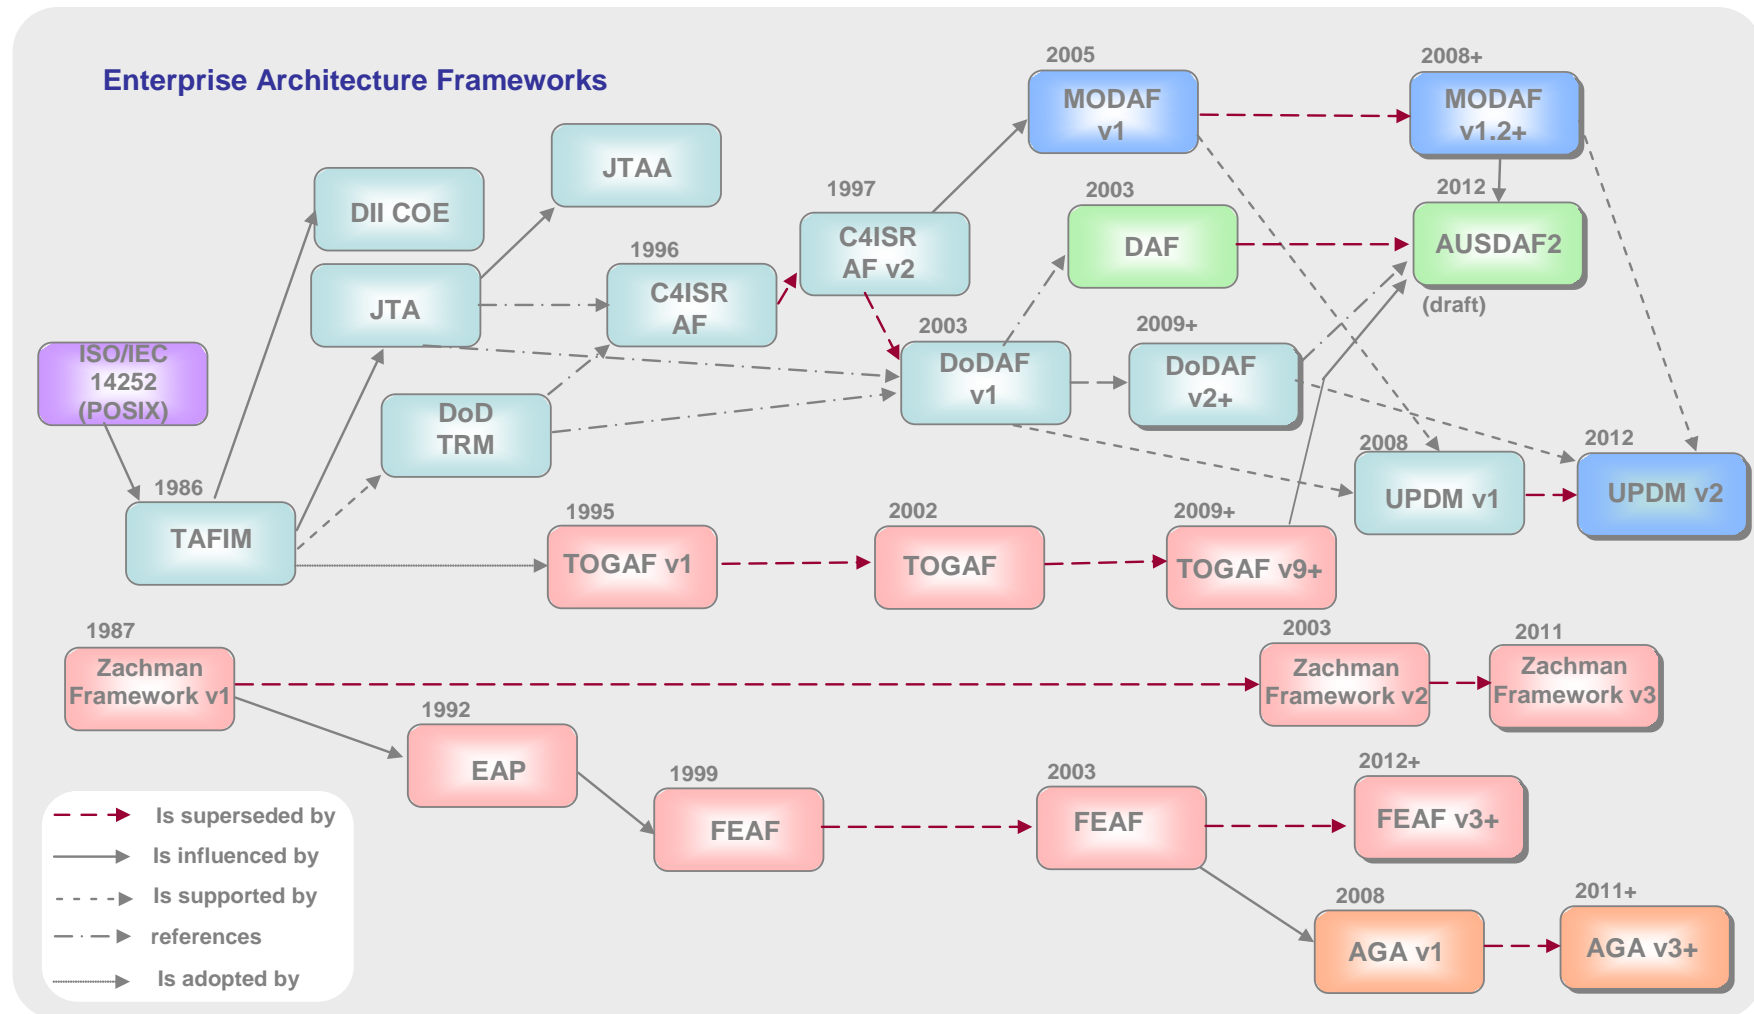 Enterprise Architecture Frameworks
2005
MODAF
v1
2008+
MODAF
v1.2+
JTAA
DII COE
1997
C4ISR
AF v2
2003
DAF
2012
AUSDAF2
(draft)
1996
C4ISR
AF
JTA
ISO/IEC
14252
(POSIX)
2003
DoDAF
v1
2009+
DoDAF
v2+
DoD
TRM
2008
UPDM v1
2012
UPDM v2
1986
TAFIM
1995
TOGAF v1
2002
TOGAF
2009+
TOGAF v9+
1987
Zachman
Framework v1
2003
Zachman
Framework v2
2011
Zachman
Framework v3
1992
EAP
1999
FEAF
2003
FEAF
2012+
FEAF v3+
2008
AGA v1
2011+
AGA v3+
Is superseded by
Is influenced by
Is supported by
references
Is adopted by